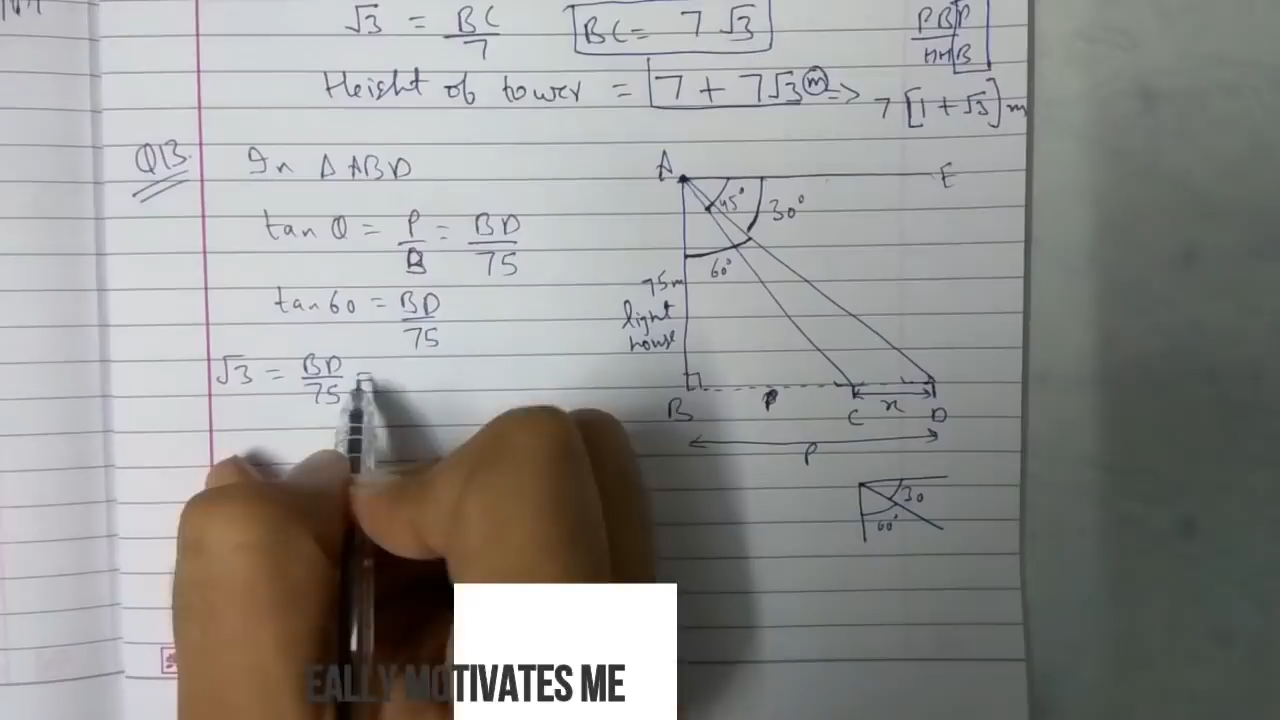 √3 = BC/7
BC = 7√3
PBP/HHB
Height of tower = 7 + 7√3 m => 7[1+√3]m
Q13.
In Δ ABD
tan θ = P/B = BD/75
tan 60 = BD/75
√3 = BD/75 =
A
E
45°
30°
60°
75m
light
house
B
P
C
x
D
P
30
60°
EALLY MOTIVATES ME